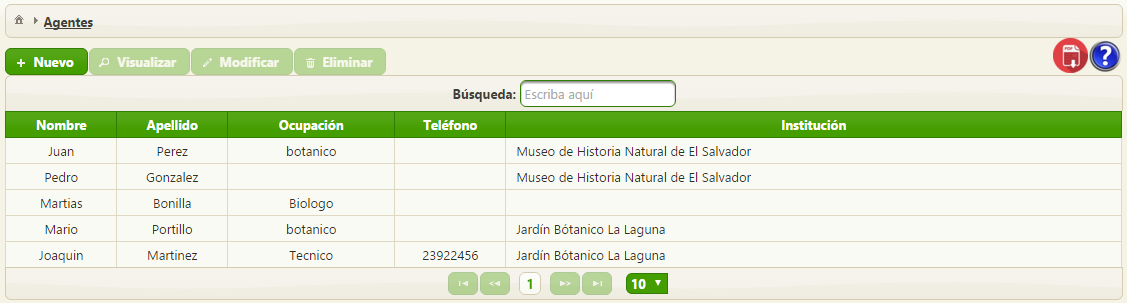 Agentes
Nuevo Visualizar Modificar Eliminar PDF ?
Búsqueda: Escriba aquí
Nombre Apellido Ocupación Teléfono Institución
Juan Perez botanico Museo de Historia Natural de El Salvador
Pedro Gonzalez Museo de Historia Natural de El Salvador
Martias Bonilla Biologo
Mario Portillo botanico Jardín Bótanico La Laguna
Joaquin Martinez Tecnico 23922456 Jardín Bótanico La Laguna
1 10